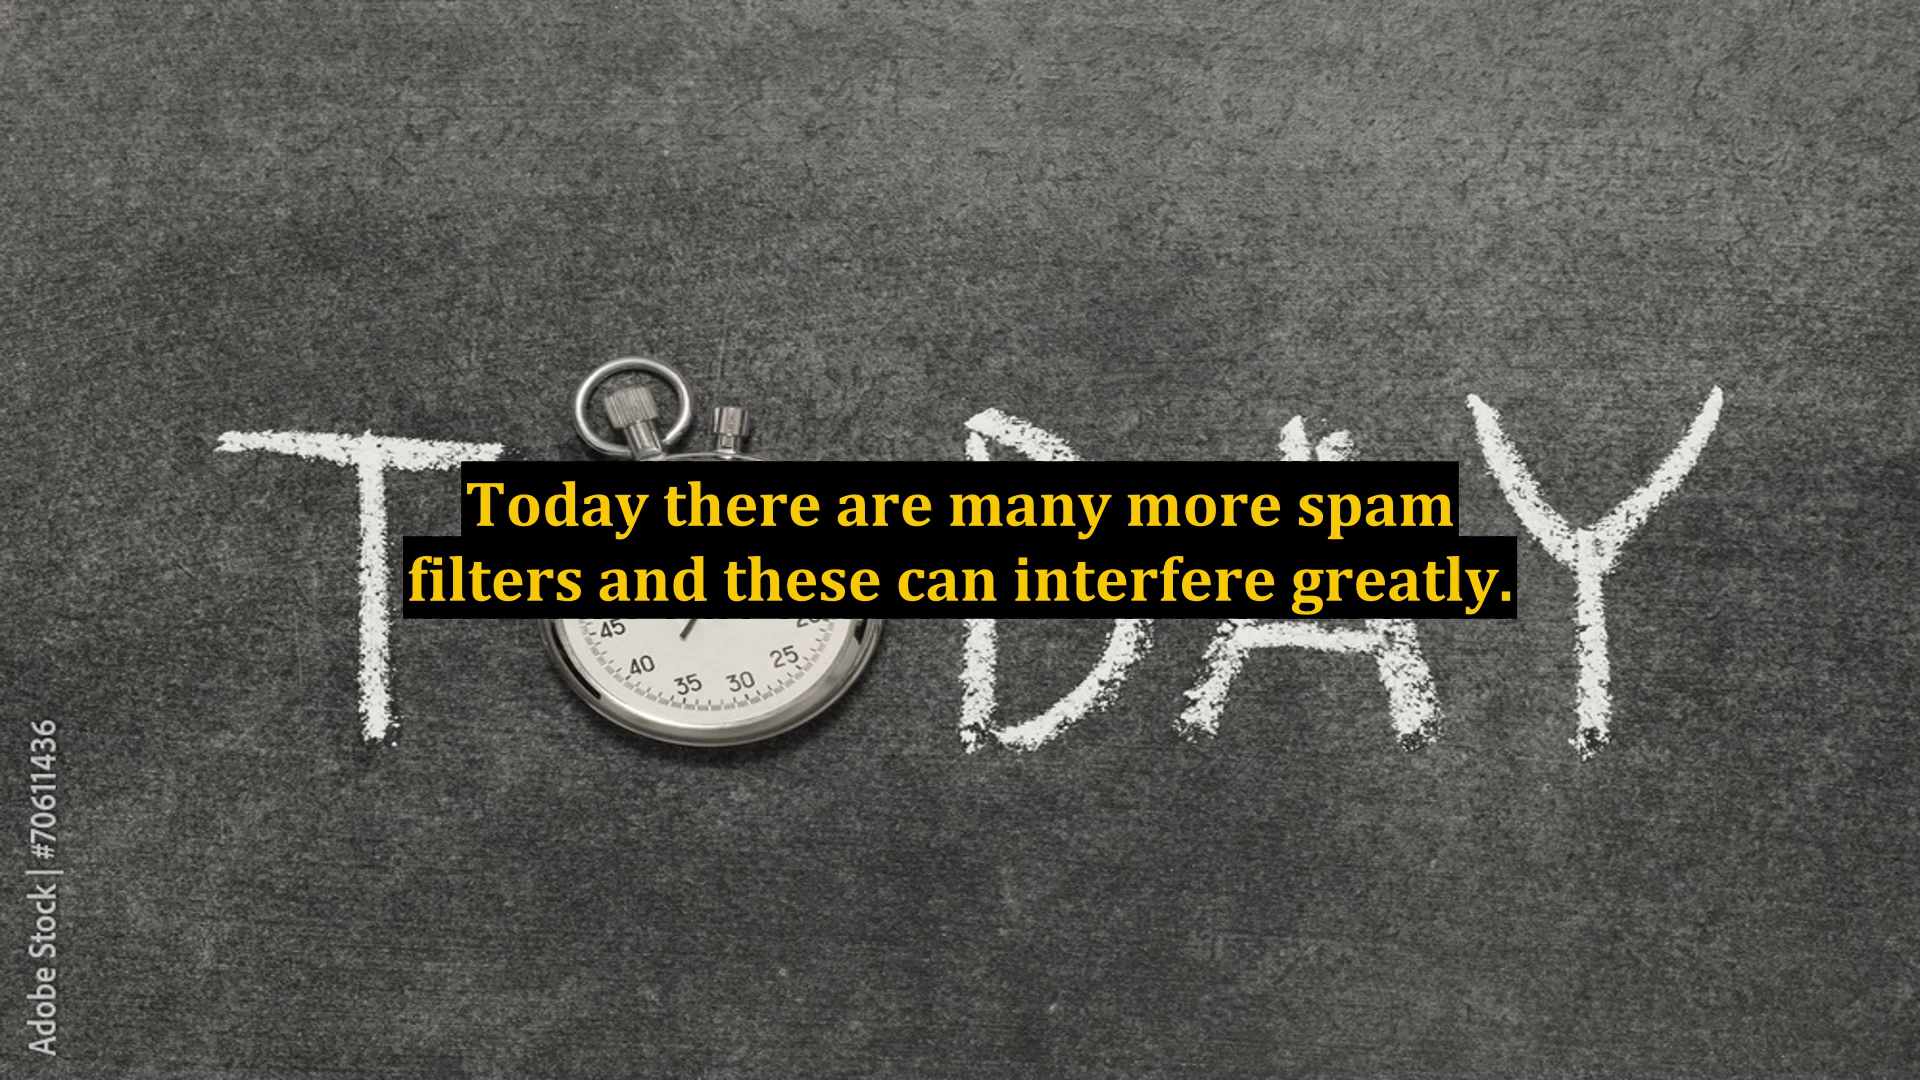 Today there are many more spam
filters and these can interfere greatly.
T DAY
45
40
35
30
25
20
Adobe Stock | #70611436